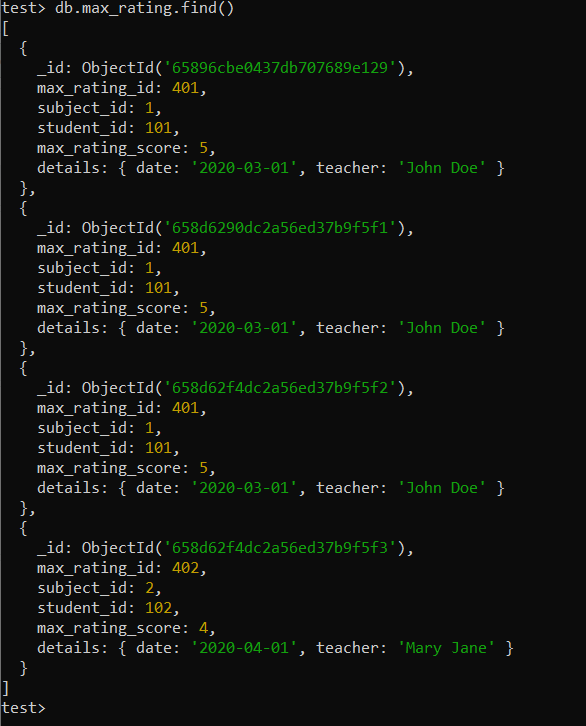 test> db.max_rating.find()
[
  {
    _id: ObjectId('65896cbe0437db707689e129'),
    max_rating_id: 401,
    subject_id: 1,
    student_id: 101,
    max_rating_score: 5,
    details: { date: '2020-03-01', teacher: 'John Doe' }
  },
  {
    _id: ObjectId('658d6290dc2a56ed37b9f5f1'),
    max_rating_id: 401,
    subject_id: 1,
    student_id: 101,
    max_rating_score: 5,
    details: { date: '2020-03-01', teacher: 'John Doe' }
  },
  {
    _id: ObjectId('658d62f4dc2a56ed37b9f5f2'),
    max_rating_id: 401,
    subject_id: 1,
    student_id: 101,
    max_rating_score: 5,
    details: { date: '2020-03-01', teacher: 'John Doe' }
  },
  {
    _id: ObjectId('658d62f4dc2a56ed37b9f5f3'),
    max_rating_id: 402,
    subject_id: 2,
    student_id: 102,
    max_rating_score: 4,
    details: { date: '2020-04-01', teacher: 'Mary Jane' }
  }
]
test>